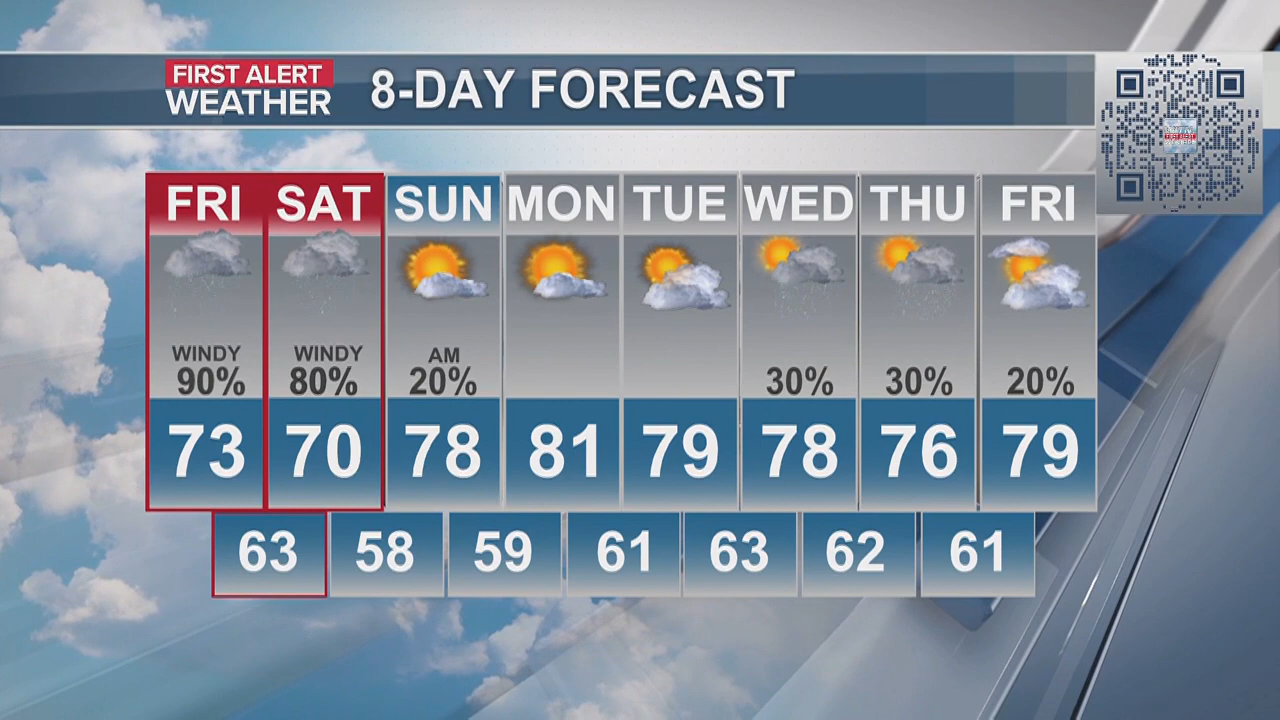 FIRST ALERT
WEATHER
8-DAY FORECAST
FRI SAT SUN MON TUE WED THU FRI
WINDY WINDY AM
90% 80% 20% 30% 30% 20%
73 70 78 81 79 78 76 79
63 58 59 61 63 62 61